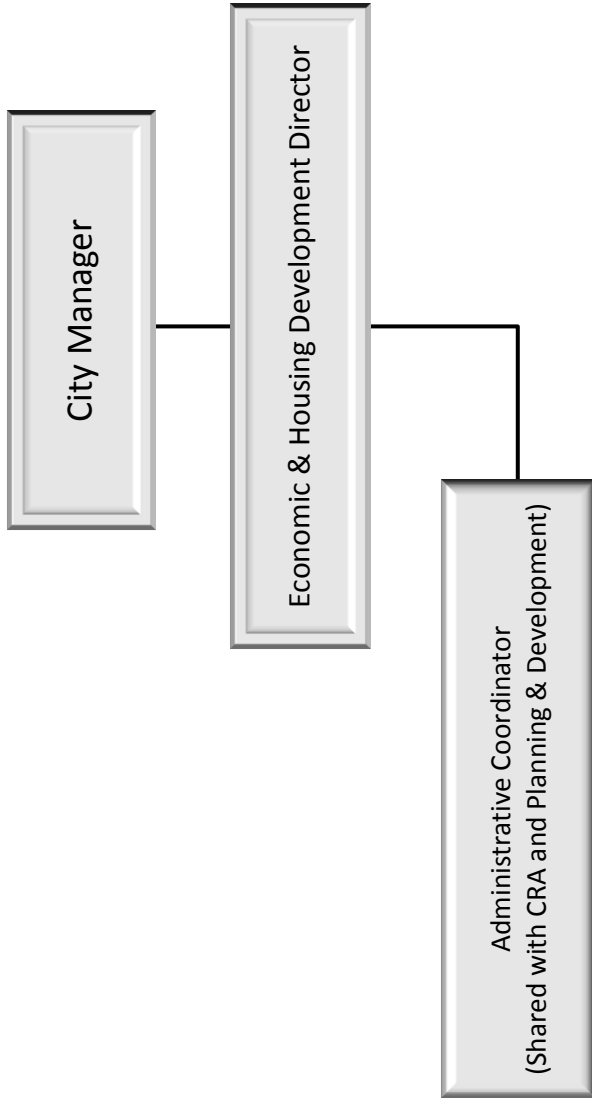 City Manager
Economic & Housing Development Director
Administrative Coordinator
(Shared with CRA and Planning & Development)